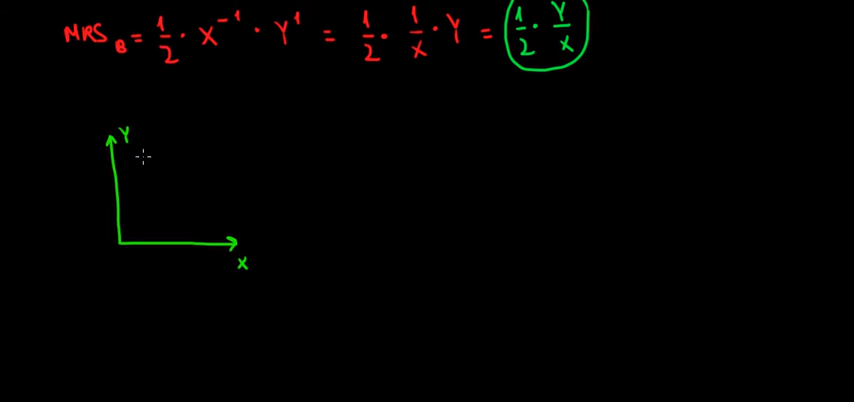 MRS_B = 1/2 · X^-1 · Y^1 = 1/2 · 1/x · Y = 1/2 · Y/x
Y
X